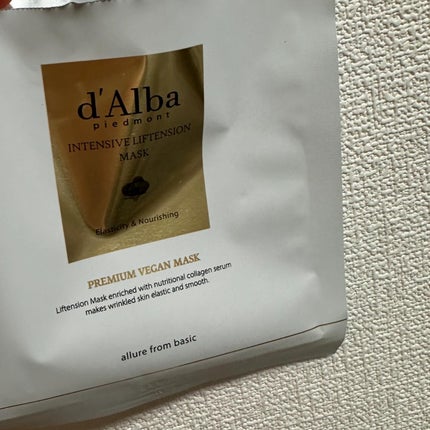 d'Alba
piedmont
INTENSIVE LIFTENSION
MASK
Elasticity & Nourishing
PREMIUM VEGAN MASK
Liftension Mask enriched with nutritional collagen serum
makes wrinkled skin elastic and smooth.
allure from basic